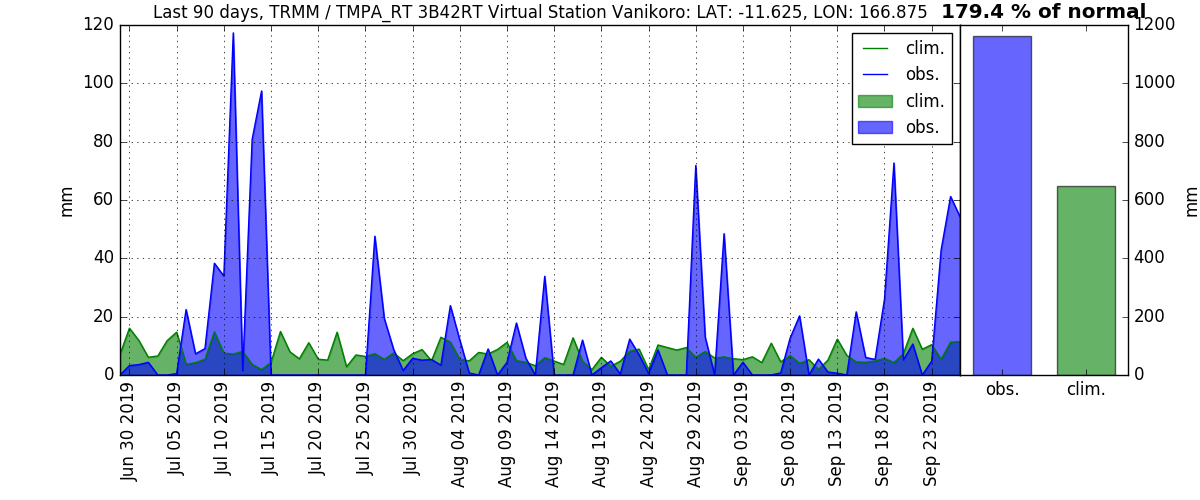 Last 90 days, TRMM / TMPA_RT 3B42RT Virtual Station Vanikoro: LAT: -11.625, LON: 166.875
179.4 % of normal
120
100
80
60
40
20
0
mm
clim.
obs.
clim.
obs.
Jun 30 2019
Jul 05 2019
Jul 10 2019
Jul 15 2019
Jul 20 2019
Jul 25 2019
Jul 30 2019
Aug 04 2019
Aug 09 2019
Aug 14 2019
Aug 19 2019
Aug 24 2019
Aug 29 2019
Sep 03 2019
Sep 08 2019
Sep 13 2019
Sep 18 2019
Sep 23 2019
1200
1000
800
600
400
200
0
mm
obs.
clim.